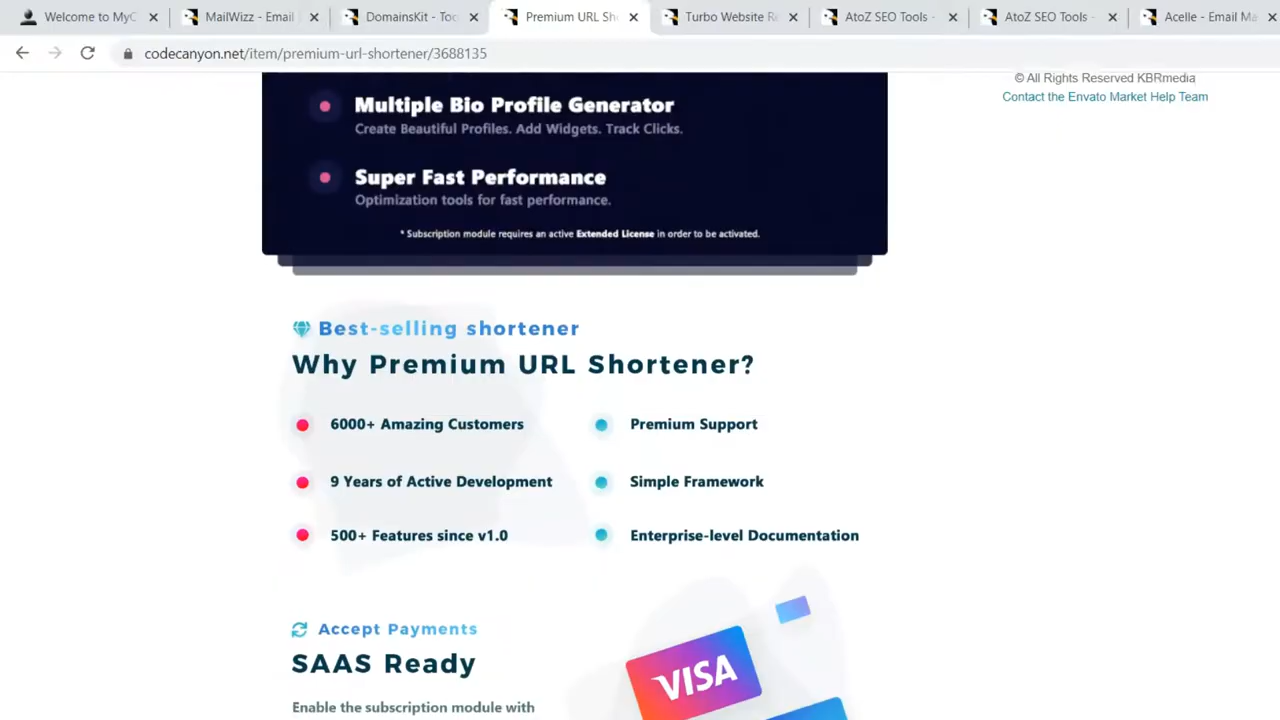 Welcome to MyC
MailWizz - Email
DomainsKit - Too
Premium URL Sho
Turbo Website Re
AtoZ SEO Tools -
AtoZ SEO Tools -
Acelle - Email Ma
codecanyon.net/item/premium-url-shortener/3688135
© All Rights Reserved KBRmedia
Contact the Envato Market Help Team
Multiple Bio Profile Generator
Create Beautiful Profiles. Add Widgets. Track Clicks.
Super Fast Performance
Optimization tools for fast performance.
* Subscription module requires an active Extended License in order to be activated.
Best-selling shortener
Why Premium URL Shortener?
6000+ Amazing Customers
Premium Support
9 Years of Active Development
Simple Framework
500+ Features since v1.0
Enterprise-level Documentation
Accept Payments
SAAS Ready
Enable the subscription module with
VISA